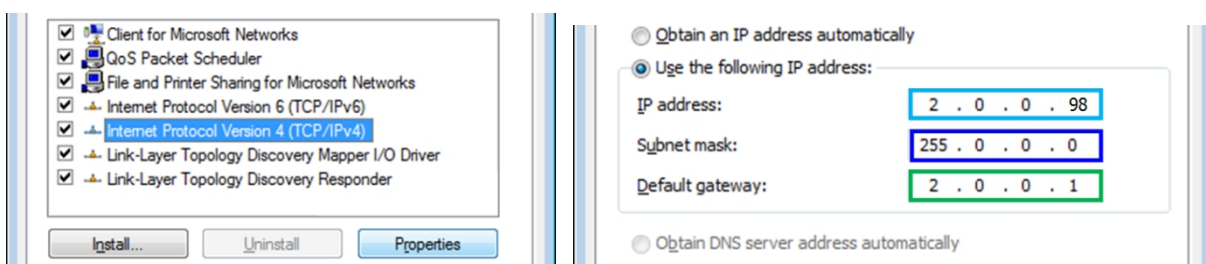 Client for Microsoft Networks
QoS Packet Scheduler
File and Printer Sharing for Microsoft Networks
Internet Protocol Version 6 (TCP/IPv6)
Internet Protocol Version 4 (TCP/IPv4)
Link-Layer Topology Discovery Mapper I/O Driver
Link-Layer Topology Discovery Responder
Install... Uninstall Properties
Obtain an IP address automatically
Use the following IP address:
IP address: 2 . 0 . 0 . 98
Subnet mask: 255 . 0 . 0 . 0
Default gateway: 2 . 0 . 0 . 1
Obtain DNS server address automatically